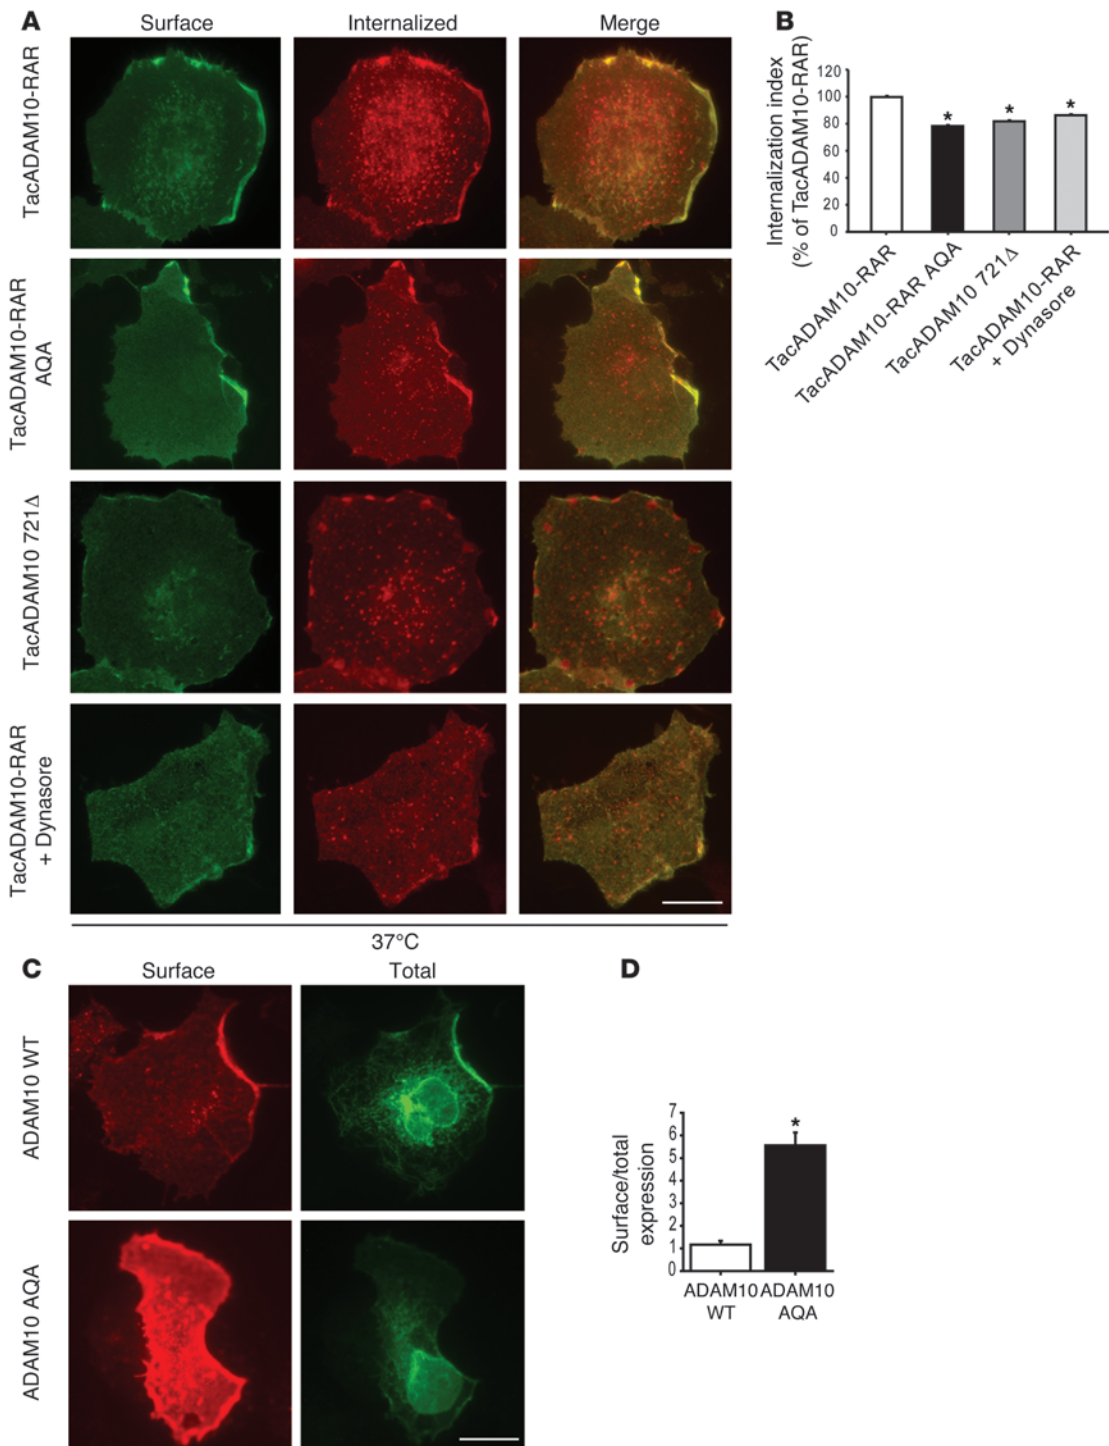 A
Surface
Internalized
Merge
TacADAM10-RAR
TacADAM10-RAR
AQA
TacADAM10 721Δ
TacADAM10-RAR
+ Dynasore
37°C
B
Internalization index
(% of TacADAM10-RAR)
120
100
80
60
40
20
0
*
*
*
TacADAM10-RAR
TacADAM10-RAR AQA
TacADAM10 721Δ
TacADAM10-RAR
+ Dynasore
C
Surface
Total
ADAM10 WT
ADAM10 AQA
D
Surface/total
expression
7
6
5
4
3
2
1
0
*
ADAM10
WT
ADAM10
AQA